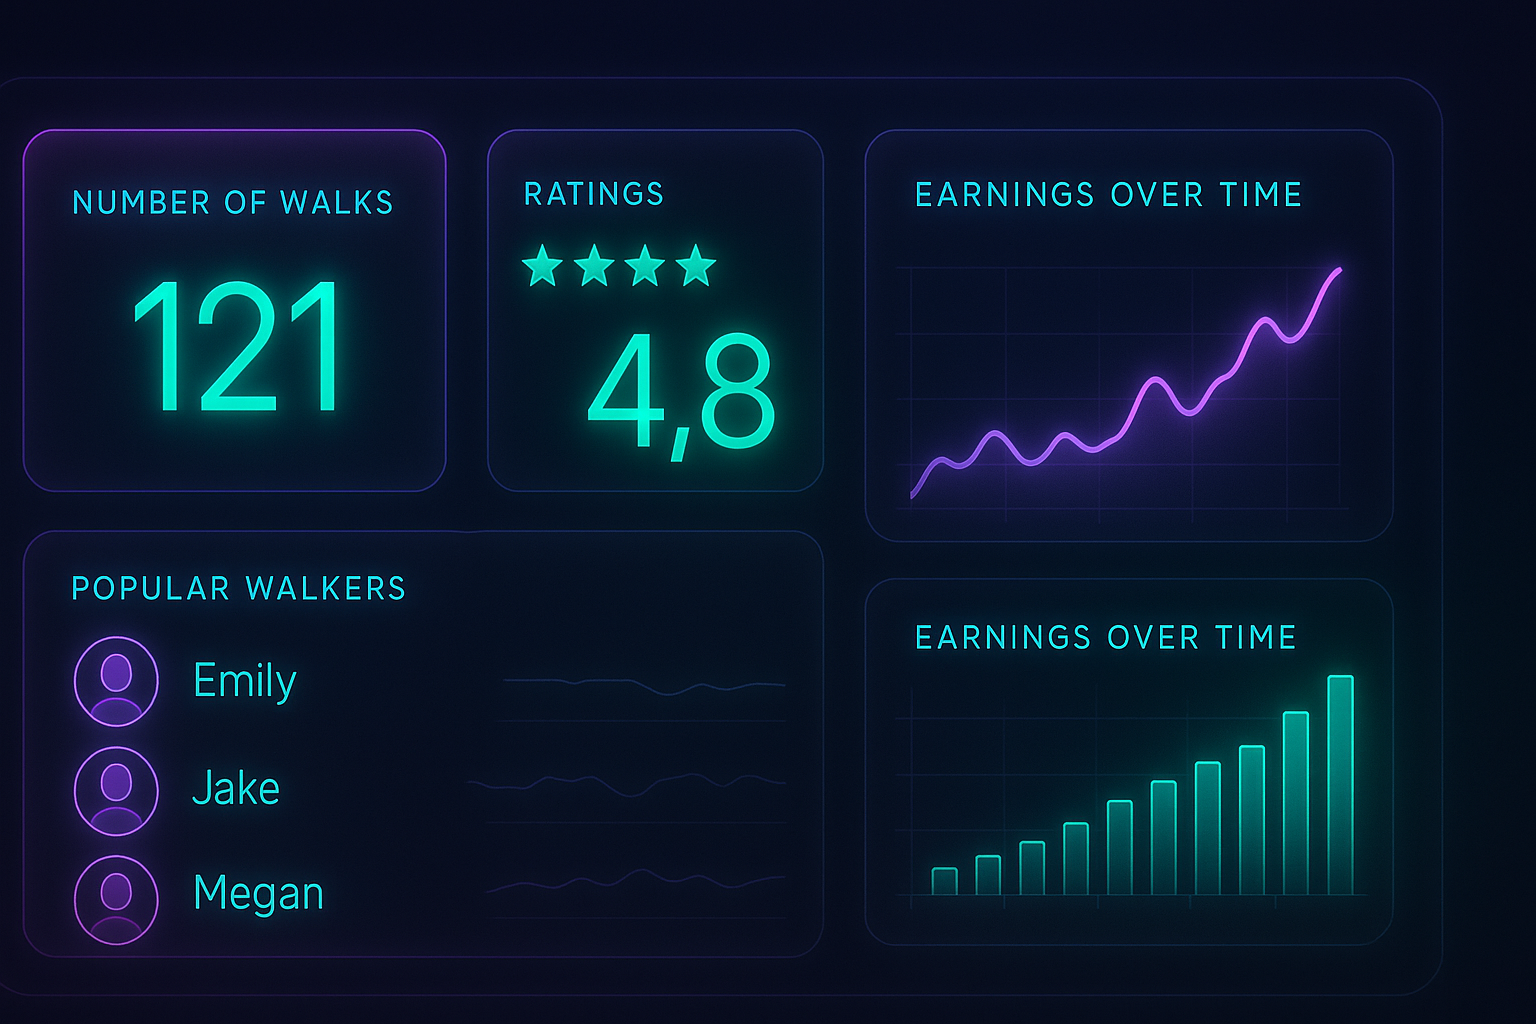 NUMBER OF WALKS
121
RATINGS
4,8
EARNINGS OVER TIME
POPULAR WALKERS
Emily
Jake
Megan
EARNINGS OVER TIME